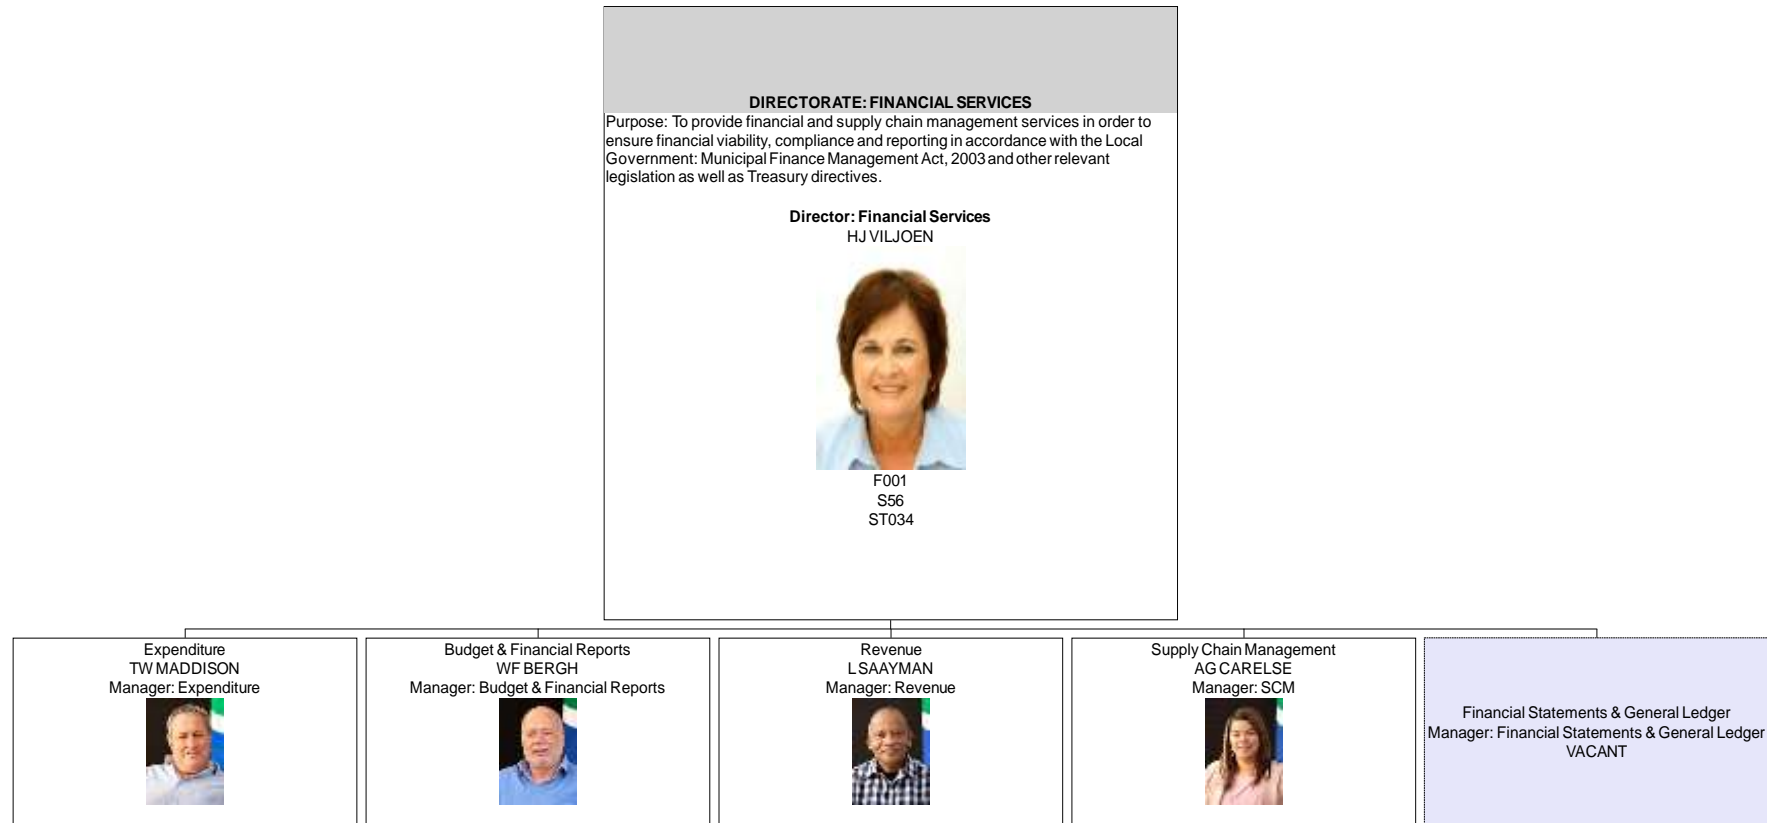 DIRECTORATE: FINANCIAL SERVICES
Purpose: To provide financial and supply chain management services in order to
ensure financial viability, compliance and reporting in accordance with the Local
Government: Municipal Finance Management Act, 2003 and other relevant
legislation as well as Treasury directives.
Director: Financial Services
HJ VILJOEN
F001
S56
ST034
Expenditure
TW MADDISON
Manager: Expenditure
Budget & Financial Reports
WF BERGH
Manager: Budget & Financial Reports
Revenue
L SAAYMAN
Manager: Revenue
Supply Chain Management
AG CARELSE
Manager: SCM
Financial Statements & General Ledger
Manager: Financial Statements & General Ledger
VACANT